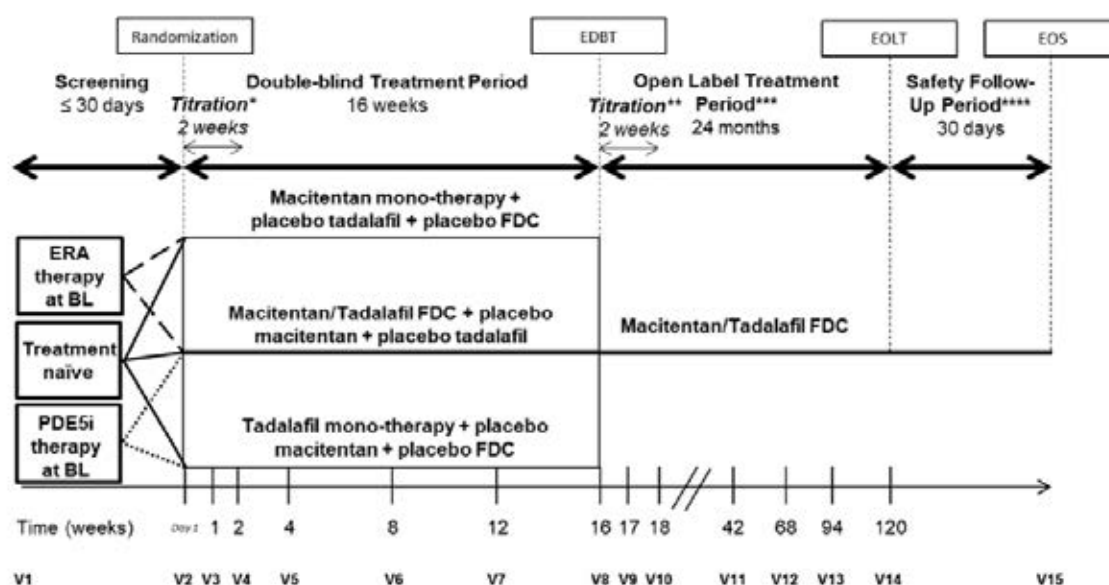 Randomization
EDBT
EOLT
EOS
Screening
≤ 30 days
Titration*
2 weeks
Double-blind Treatment Period
16 weeks
Titration**
2 weeks
Open Label Treatment
Period***
24 months
Safety Follow-
Up Period****
30 days
Macitentan mono-therapy +
placebo tadalafil + placebo FDC
ERA
therapy
at BL
Macitentan/Tadalafil FDC + placebo
macitentan + placebo tadalafil
Macitentan/Tadalafil FDC
Treatment
naïve
PDE5i
therapy
at BL
Tadalafil mono-therapy + placebo
macitentan + placebo FDC
Time (weeks) Day 1 1 2 4 8 12 16 17 18 42 68 94 120
V1 V2 V3 V4 V5 V6 V7 V8 V9 V10 V11 V12 V13 V14 V15